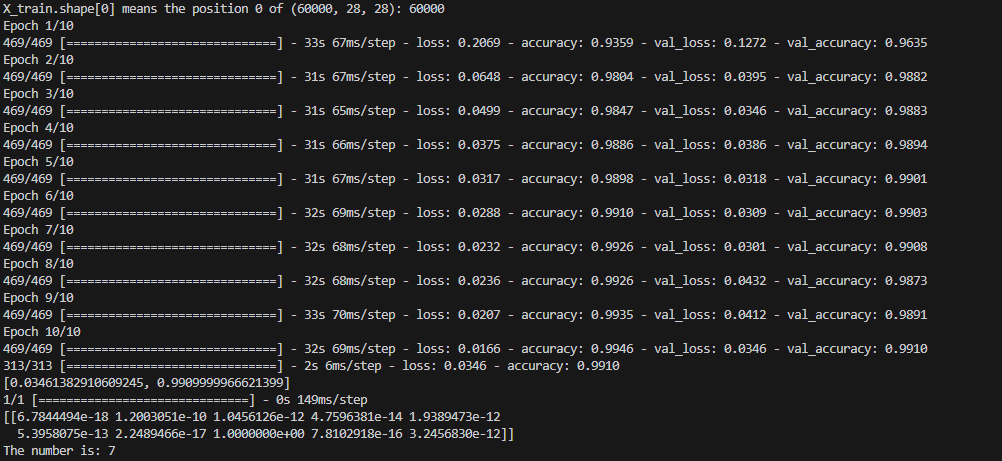 X_train.shape[0] means the position 0 of (60000, 28, 28): 60000
Epoch 1/10
469/469 [==============================] - 33s 67ms/step - loss: 0.2069 - accuracy: 0.9359 - val_loss: 0.1272 - val_accuracy: 0.9635
Epoch 2/10
469/469 [==============================] - 31s 67ms/step - loss: 0.0648 - accuracy: 0.9804 - val_loss: 0.0395 - val_accuracy: 0.9882
Epoch 3/10
469/469 [==============================] - 31s 65ms/step - loss: 0.0499 - accuracy: 0.9847 - val_loss: 0.0346 - val_accuracy: 0.9883
Epoch 4/10
469/469 [==============================] - 31s 66ms/step - loss: 0.0375 - accuracy: 0.9886 - val_loss: 0.0386 - val_accuracy: 0.9894
Epoch 5/10
469/469 [==============================] - 31s 67ms/step - loss: 0.0317 - accuracy: 0.9898 - val_loss: 0.0318 - val_accuracy: 0.9901
Epoch 6/10
469/469 [==============================] - 32s 69ms/step - loss: 0.0288 - accuracy: 0.9910 - val_loss: 0.0309 - val_accuracy: 0.9903
Epoch 7/10
469/469 [==============================] - 32s 68ms/step - loss: 0.0232 - accuracy: 0.9926 - val_loss: 0.0301 - val_accuracy: 0.9908
Epoch 8/10
469/469 [==============================] - 32s 68ms/step - loss: 0.0236 - accuracy: 0.9926 - val_loss: 0.0432 - val_accuracy: 0.9873
Epoch 9/10
469/469 [==============================] - 33s 70ms/step - loss: 0.0207 - accuracy: 0.9935 - val_loss: 0.0412 - val_accuracy: 0.9891
Epoch 10/10
469/469 [==============================] - 32s 69ms/step - loss: 0.0166 - accuracy: 0.9946 - val_loss: 0.0346 - val_accuracy: 0.9910
313/313 [==============================] - 2s 6ms/step - loss: 0.0346 - accuracy: 0.9910
[0.03461382910609245, 0.9909999966621399]
1/1 [==============================] - 0s 149ms/step
[[6.7844494e-18 1.2003051e-10 1.0456126e-12 4.7596381e-14 1.9389473e-12
5.3958075e-13 2.2489466e-17 1.0000000e+00 7.8102918e-16 3.2456830e-12]]
The number is: 7